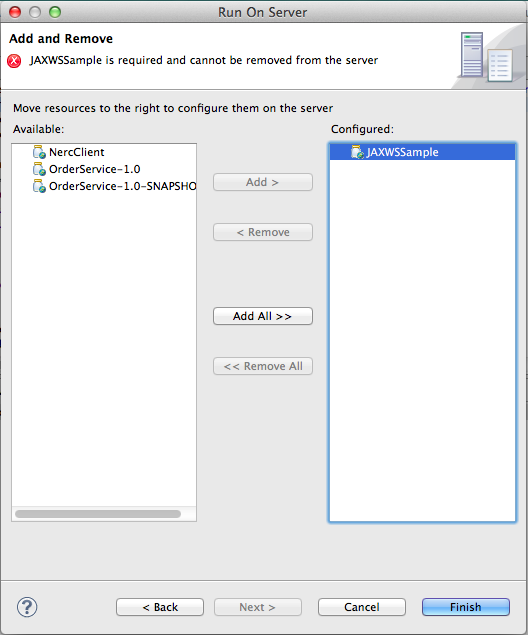 Run On Server
Add and Remove
JAXWSSample is required and cannot be removed from the server
Move resources to the right to configure them on the server
Available:
Configured:
NercClient
OrderService-1.0
OrderService-1.0-SNAPSHO
JAXWSSample
Add >
< Remove
Add All >>
<< Remove All
?
< Back
Next >
Cancel
Finish